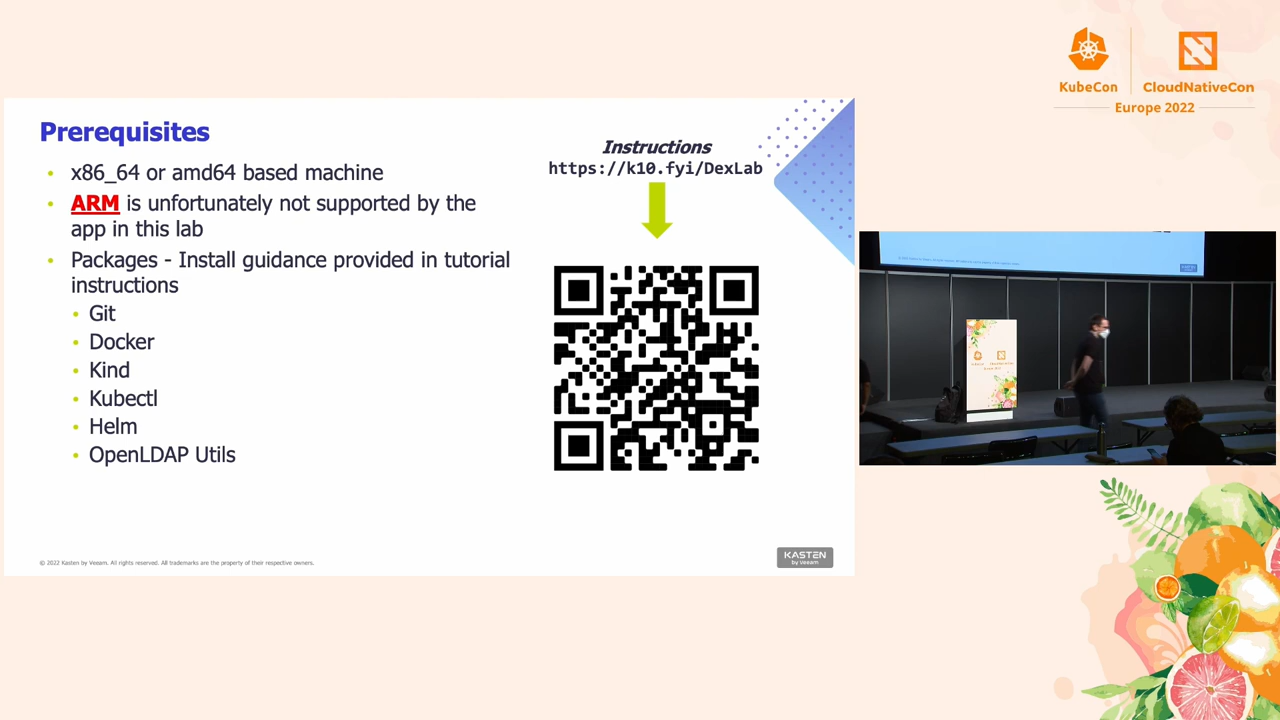 KubeCon
CloudNativeCon
Europe 2022
Prerequisites
• x86_64 or amd64 based machine
• ARM is unfortunately not supported by the
app in this lab
• Packages - Install guidance provided in tutorial
instructions
• Git
• Docker
• Kind
• Kubectl
• Helm
• OpenLDAP Utils
Instructions
https://k10.fyi/DexLab
© 2022 Kasten by Veeam. All rights reserved. All trademarks are the property of their respective owners.
KASTEN
by Veeam